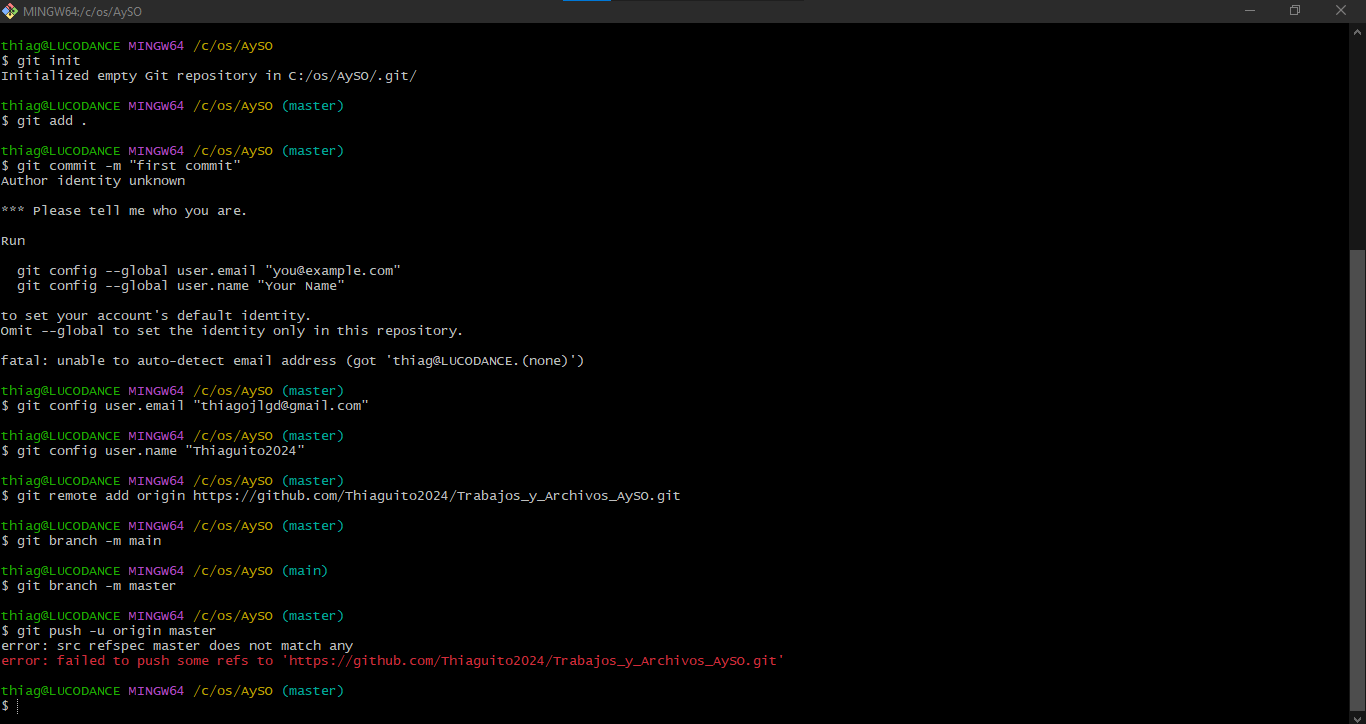 MINGW64:/c/os/AySO
thiag@LUCODANCE MINGW64 /c/os/AySO
$ git init
Initialized empty Git repository in C:/os/AySO/.git/
thiag@LUCODANCE MINGW64 /c/os/AySO (master)
$ git add .
thiag@LUCODANCE MINGW64 /c/os/AySO (master)
$ git commit -m "first commit"
Author identity unknown
*** Please tell me who you are.
Run
git config --global user.email "you@example.com"
git config --global user.name "Your Name"
to set your account's default identity.
Omit --global to set the identity only in this repository.
fatal: unable to auto-detect email address (got 'thiag@LUCODANCE.(none)')
thiag@LUCODANCE MINGW64 /c/os/AySO (master)
$ git config user.email "thiagojlgd@gmail.com"
thiag@LUCODANCE MINGW64 /c/os/AySO (master)
$ git config user.name "Thiaguito2024"
thiag@LUCODANCE MINGW64 /c/os/AySO (master)
$ git remote add origin https://github.com/Thiaguito2024/Trabajos_y_Archivos_AySO.git
thiag@LUCODANCE MINGW64 /c/os/AySO (master)
$ git branch -m main
thiag@LUCODANCE MINGW64 /c/os/AySO (main)
$ git branch -m master
thiag@LUCODANCE MINGW64 /c/os/AySO (master)
$ git push -u origin master
error: src refspec master does not match any
error: failed to push some refs to 'https://github.com/Thiaguito2024/Trabajos_y_Archivos_AySO.git'
thiag@LUCODANCE MINGW64 /c/os/AySO (master)
$